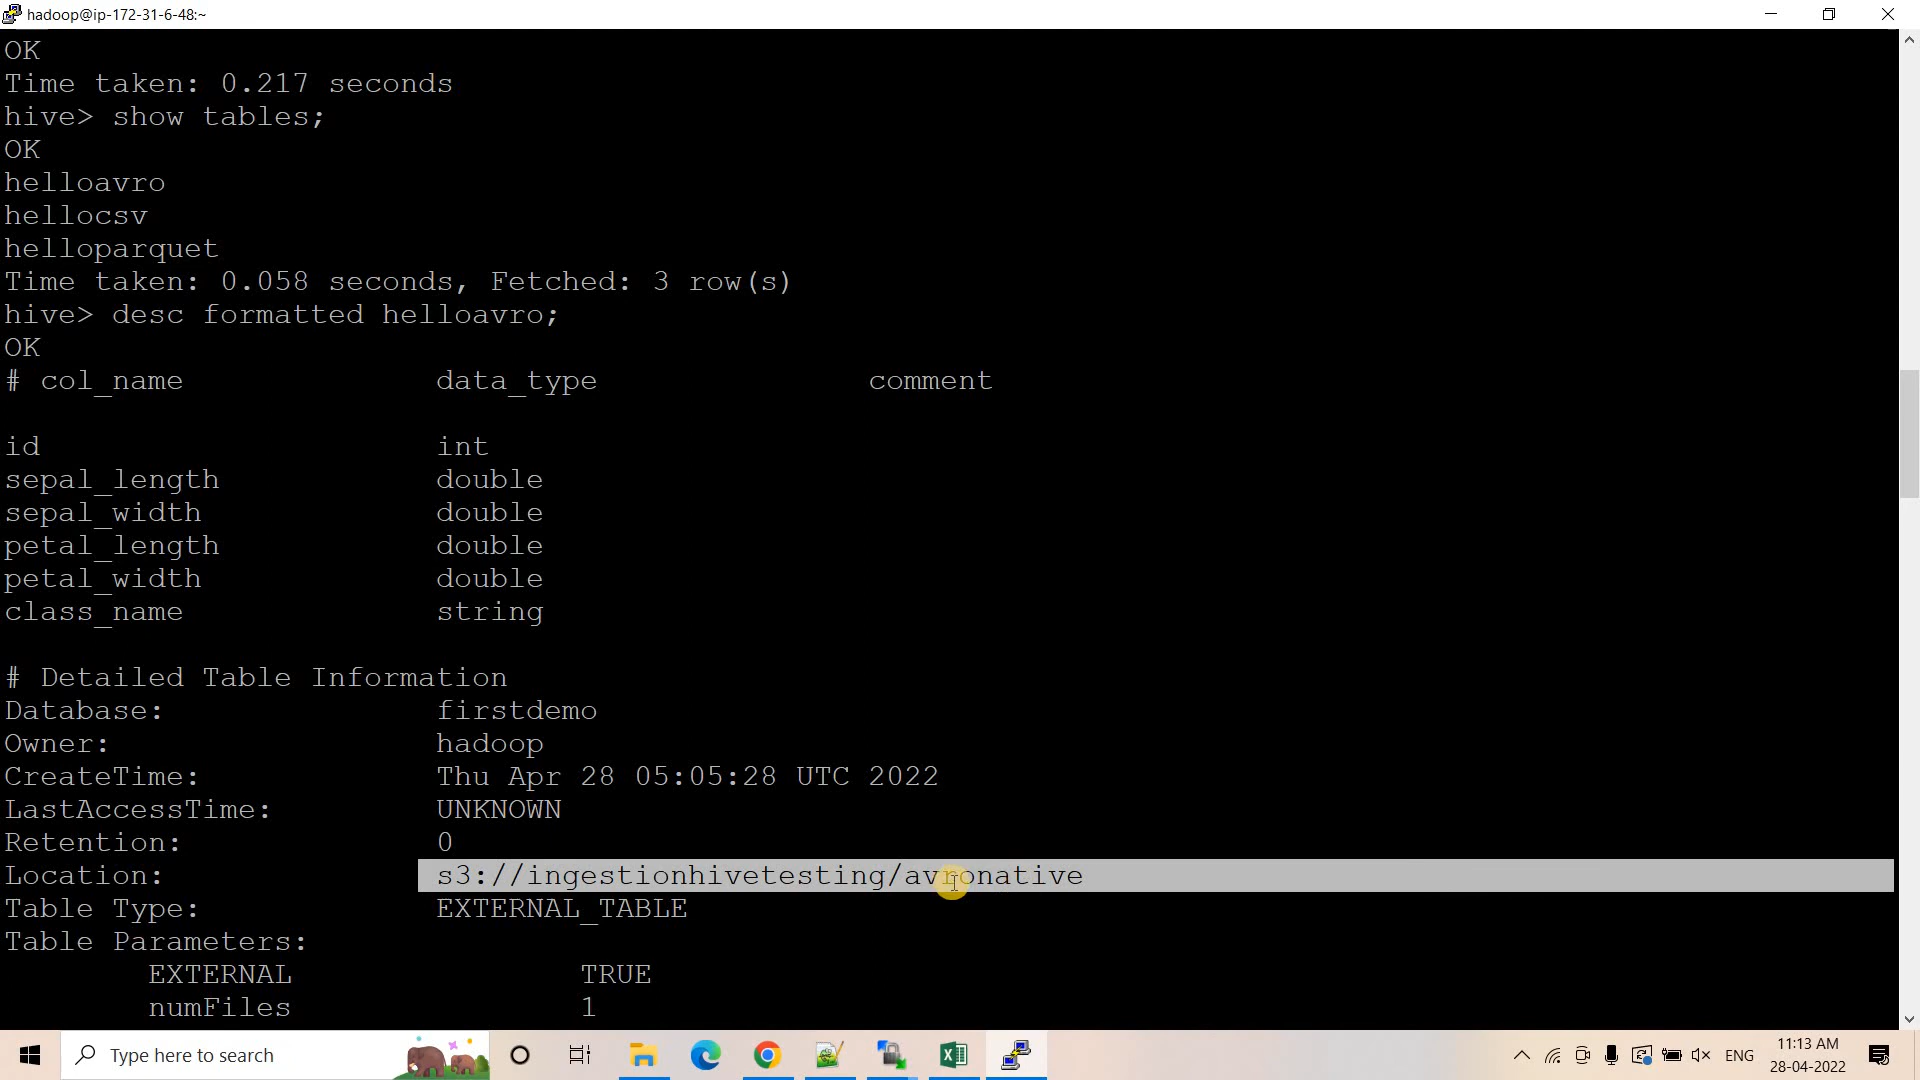 hadoop@ip-172-31-6-48:~
OK
Time taken: 0.217 seconds
hive> show tables;
OK
helloavro
hellocsv
helloparquet
Time taken: 0.058 seconds, Fetched: 3 row(s)
hive> desc formatted helloavro;
OK
# col_name data_type comment
id int
sepal_length double
sepal_width double
petal_length double
petal_width double
class_name string
# Detailed Table Information
Database: firstdemo
Owner: hadoop
CreateTime: Thu Apr 28 05:05:28 UTC 2022
LastAccessTime: UNKNOWN
Retention: 0
Location: s3://ingestionhivetesting/avronative
Table Type: EXTERNAL_TABLE
Table Parameters:
EXTERNAL TRUE
numFiles 1
Type here to search
ENG
11:13 AM
28-04-2022